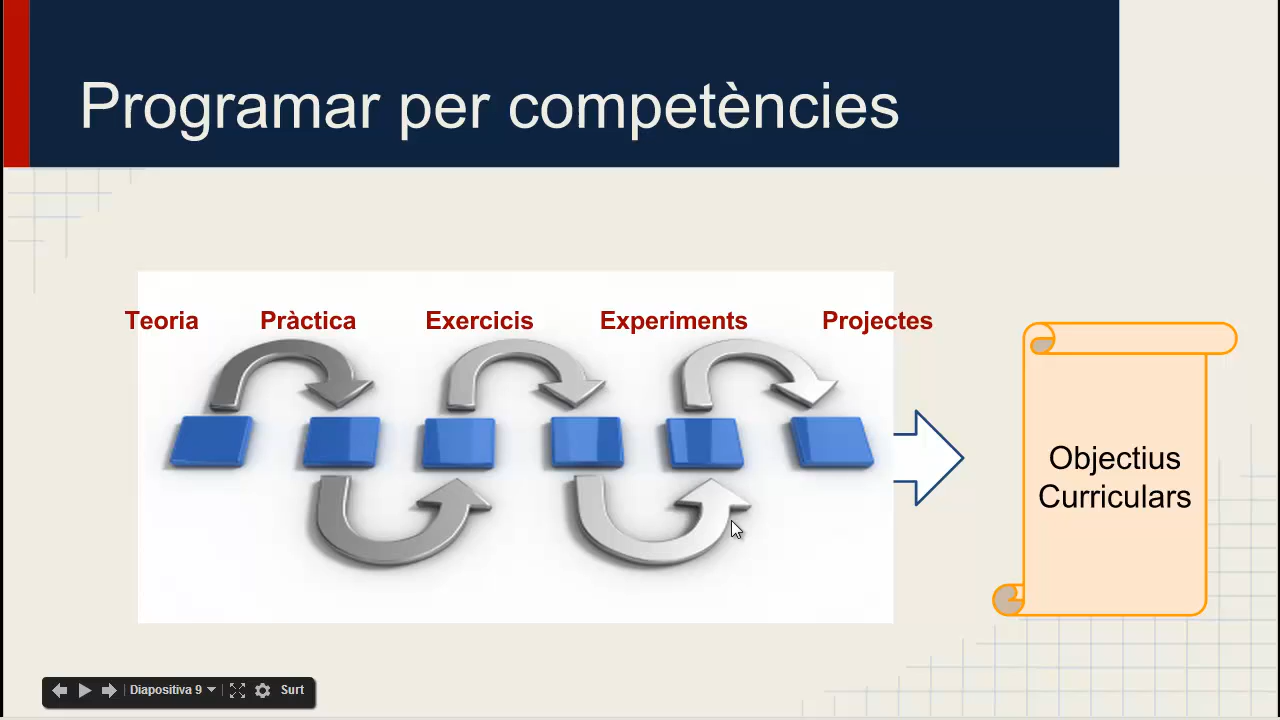 Programar per competències
Teoria Pràctica Exercicis Experiments Projectes
Objectius
Curriculars
Diapositiva 9 Surt